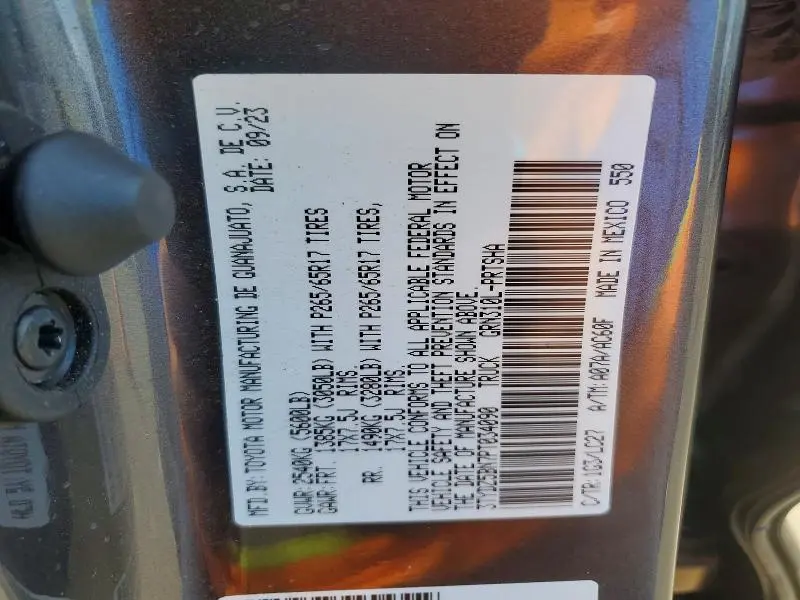 MFD.BY: TOYOTA MOTOR MANUFACTURING DE GUANAJUATO, S.A. DE C.V.
DATE: 09/23
GVWR: 2540KG (5600LB)
GAWR: FRT. 1385KG (3050LB) WITH P265/65R17 TIRES
17X7.5J RIMS,
RR. 1490KG (3280LB) WITH P265/65R17 TIRES,
17X7.5J RIMS.
THIS VEHICLE CONFORMS TO ALL APPLICABLE FEDERAL MOTOR
VEHICLE SAFETY AND THEFT PREVENTION STANDARDS IN EFFECT ON
THE DATE OF MANUFACTURE SHOWN ABOVE.
TRUCK GRN310L-PRTSHA
C/TR: 1G3/LC27 A/TM: A07A/AC60F MADE IN MEXICO 550